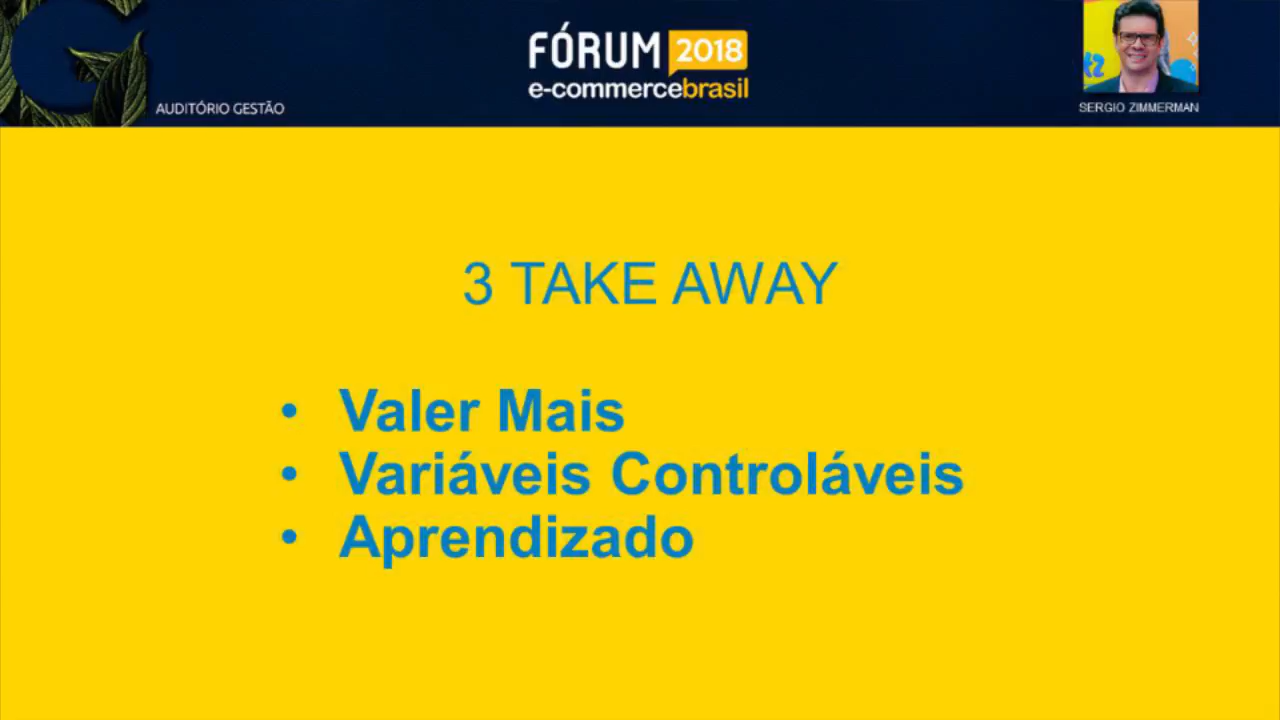 AUDITÓRIO GESTÃO
FÓRUM 2018
e-commercebrasil
SERGIO ZIMMERMAN
3 TAKE AWAY
• Valer Mais
• Variáveis Controláveis
• Aprendizado